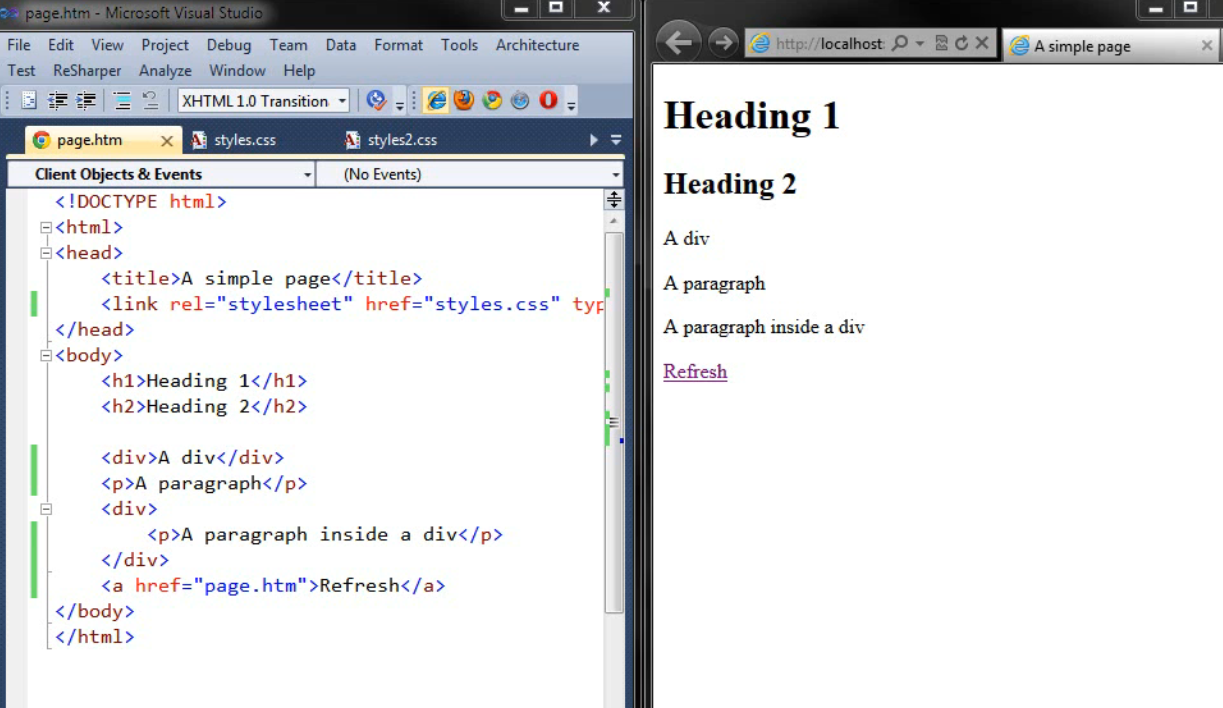 page.htm - Microsoft Visual Studio
File Edit View Project Debug Team Data Format Tools Architecture
Test ReSharper Analyze Window Help
XHTML 1.0 Transition
page.htm styles.css styles2.css
Client Objects & Events (No Events)
<!DOCTYPE html>
<html>
<head>
<title>A simple page</title>
<link rel="stylesheet" href="styles.css" typ
</head>
<body>
<h1>Heading 1</h1>
<h2>Heading 2</h2>
<div>A div</div>
<p>A paragraph</p>
<div>
<p>A paragraph inside a div</p>
</div>
<a href="page.htm">Refresh</a>
</body>
</html>
http://localhost: A simple page
Heading 1
Heading 2
A div
A paragraph
A paragraph inside a div
Refresh